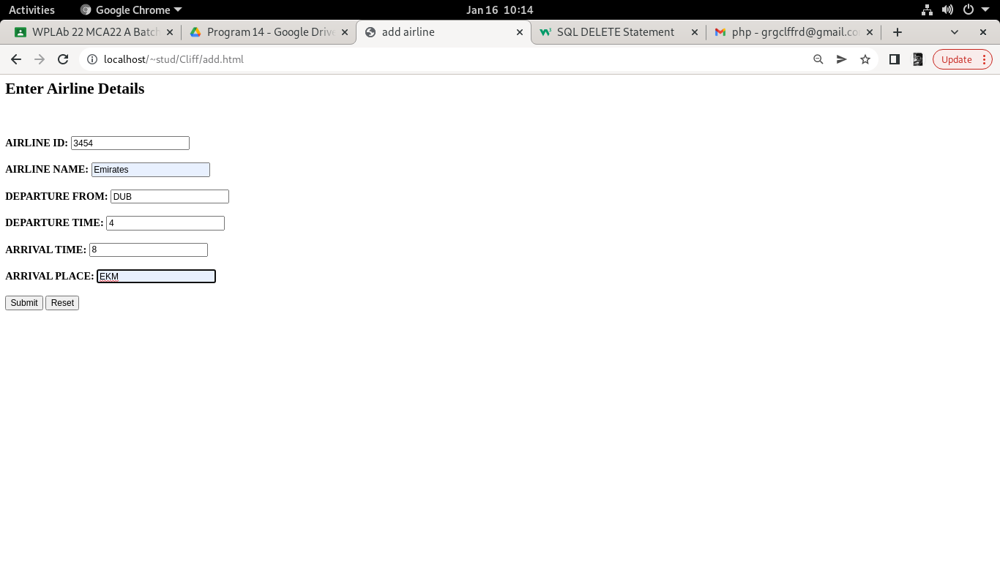 Activities Google Chrome Jan 16 10:14
WPLAb 22 MCA22 A Batch Program 14 - Google Drive add airline SQL DELETE Statement php - grgclffrd@gmail.co
localhost/~stud/Cliff/add.html Update
Enter Airline Details
AIRLINE ID: 3454
AIRLINE NAME: Emirates
DEPARTURE FROM: DUB
DEPARTURE TIME: 4
ARRIVAL TIME: 8
ARRIVAL PLACE: EKM
Submit Reset